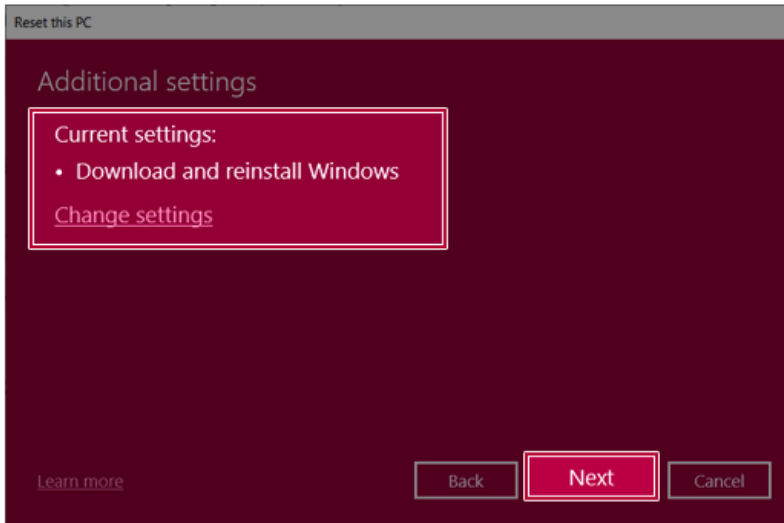 Reset this PC
Additional settings
Current settings:
• Download and reinstall Windows
Change settings
Learn more
Back
Next
Cancel